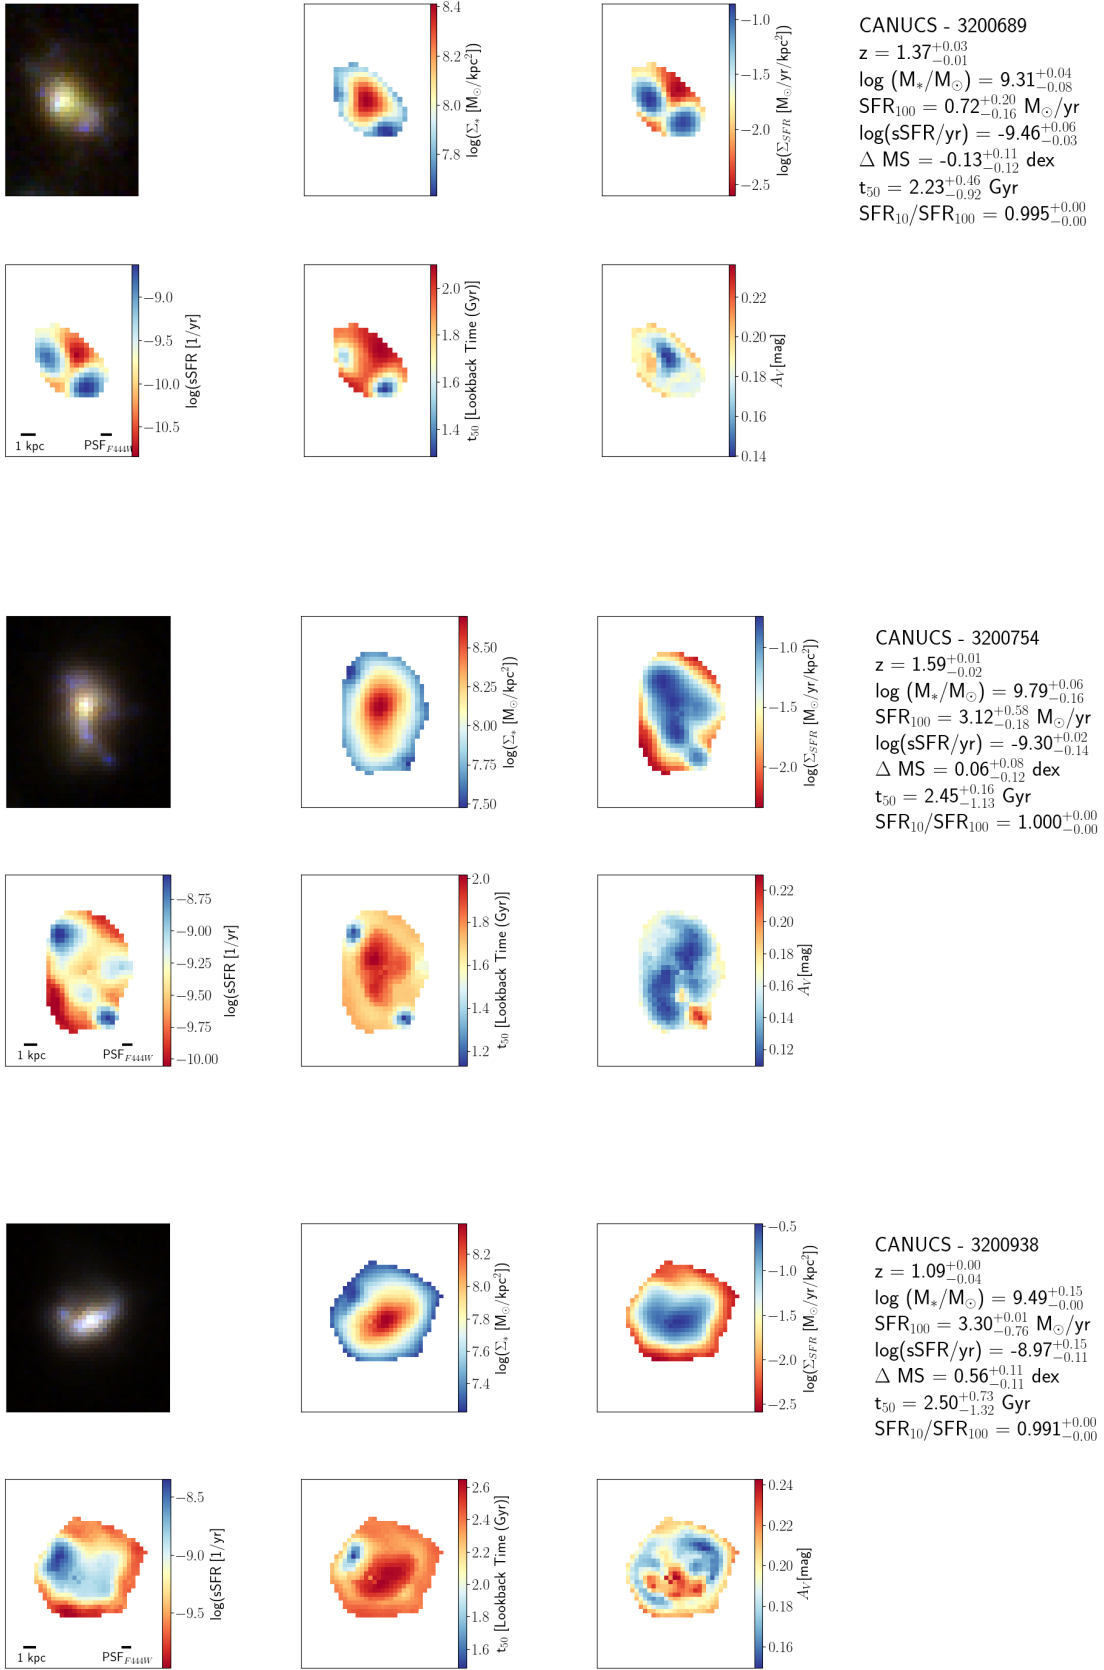 8.4
8.2
8.0
7.8
log(Σ* [M⊙/kpc²])
−1.0
−1.5
−2.0
−2.5
log(Σ_SFR [M⊙/yr/kpc²])
CANUCS - 3200689
z = 1.37 +0.03 −0.01
log (M*/M⊙) = 9.31 +0.04 −0.08
SFR100 = 0.72 +0.20 −0.16 M⊙/yr
log(sSFR/yr) = -9.46 +0.06 −0.03
Δ MS = -0.13 +0.11 −0.12 dex
t50 = 2.23 +0.46 −0.92 Gyr
SFR10/SFR100 = 0.995 +0.00 −0.00
1 kpc
PSF F444W
−9.0
−9.5
−10.0
−10.5
log(sSFR [1/yr])
2.0
1.8
1.6
1.4
t50 [Lookback Time (Gyr)]
0.22
0.20
0.18
0.16
0.14
A_V [mag]
8.50
8.25
8.00
7.75
7.50
log(Σ* [M⊙/kpc²])
−1.0
−1.5
−2.0
log(Σ_SFR [M⊙/yr/kpc²])
CANUCS - 3200754
z = 1.59 +0.01 −0.02
log (M*/M⊙) = 9.79 +0.06 −0.16
SFR100 = 3.12 +0.58 −0.18 M⊙/yr
log(sSFR/yr) = -9.30 +0.02 −0.14
Δ MS = 0.06 +0.08 −0.12 dex
t50 = 2.45 +0.16 −1.13 Gyr
SFR10/SFR100 = 1.000 +0.00 −0.00
1 kpc
PSF F444W
−8.75
−9.00
−9.25
−9.50
−9.75
−10.00
log(sSFR [1/yr])
2.0
1.8
1.6
1.4
1.2
t50 [Lookback Time (Gyr)]
0.22
0.20
0.18
0.16
0.14
0.12
A_V [mag]
8.2
8.0
7.8
7.6
7.4
log(Σ* [M⊙/kpc²])
−0.5
−1.0
−1.5
−2.0
−2.5
log(Σ_SFR [M⊙/yr/kpc²])
CANUCS - 3200938
z = 1.09 +0.00 −0.04
log (M*/M⊙) = 9.49 +0.15 −0.00
SFR100 = 3.30 +0.01 −0.76 M⊙/yr
log(sSFR/yr) = -8.97 +0.15 −0.11
Δ MS = 0.56 +0.11 −0.11 dex
t50 = 2.50 +0.73 −1.32 Gyr
SFR10/SFR100 = 0.991 +0.00 −0.00
1 kpc
PSF F444W
−8.5
−9.0
−9.5
log(sSFR [1/yr])
2.6
2.4
2.2
2.0
1.8
1.6
t50 [Lookback Time (Gyr)]
0.24
0.22
0.20
0.18
0.16
A_V [mag]